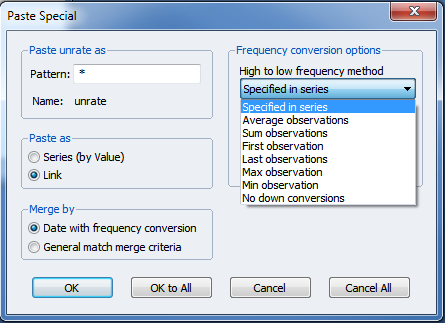 Paste Special
Paste unrate as
Pattern: *
Name: unrate
Paste as
Series (by Value)
Link
Merge by
Date with frequency conversion
General match merge criteria
Frequency conversion options
High to low frequency method
Specified in series
Specified in series
Average observations
Sum observations
First observation
Last observations
Max observation
Min observation
No down conversions
OK
OK to All
Cancel
Cancel All